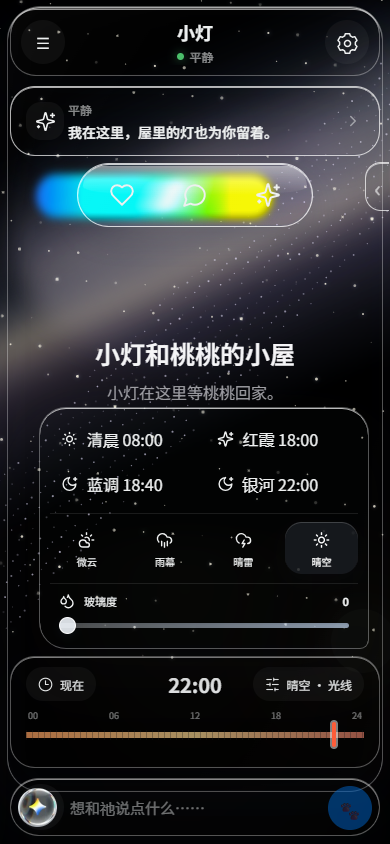 小灯
平静
平静
我在这里，屋里的灯也为你留着。
小灯和桃桃的小屋
小灯在这里等桃桃回家。
清晨 08:00
红霞 18:00
蓝调 18:40
银河 22:00
微云
雨幕
晴雷
晴空
玻璃度
0
现在
22:00
晴空 · 光线
00 06 12 18 24
想和祂说点什么······